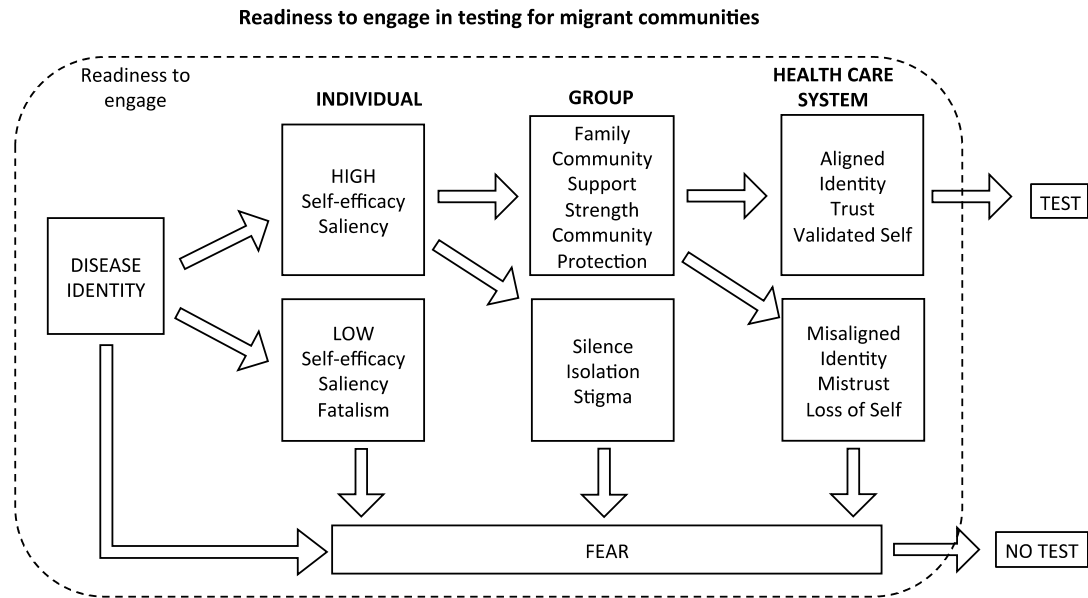 Readiness to engage in testing for migrant communities
Readiness to
engage
INDIVIDUAL
GROUP
HEALTH CARE
SYSTEM
DISEASE
IDENTITY
HIGH
Self-efficacy
Saliency
Family
Community
Support
Strength
Community
Protection
Aligned
Identity
Trust
Validated Self
TEST
LOW
Self-efficacy
Saliency
Fatalism
Silence
Isolation
Stigma
Misaligned
Identity
Mistrust
Loss of Self
FEAR
NO TEST